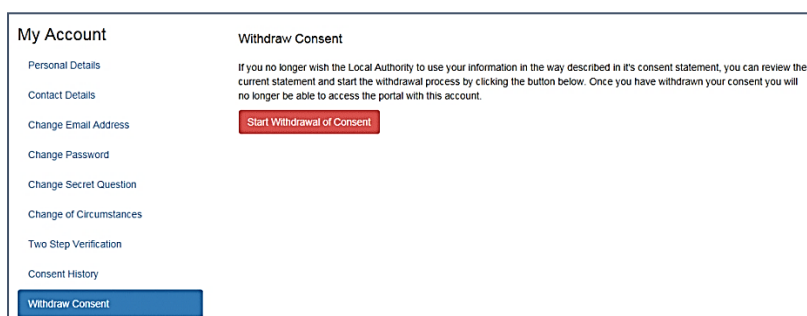 My Account
Personal Details
Contact Details
Change Email Address
Change Password
Change Secret Question
Change of Circumstances
Two Step Verification
Consent History
Withdraw Consent
Withdraw Consent
If you no longer wish the Local Authority to use your information in the way described in it's consent statement, you can review the
current statement and start the withdrawal process by clicking the button below. Once you have withdrawn your consent you will
no longer be able to access the portal with this account.
Start Withdrawal of Consent